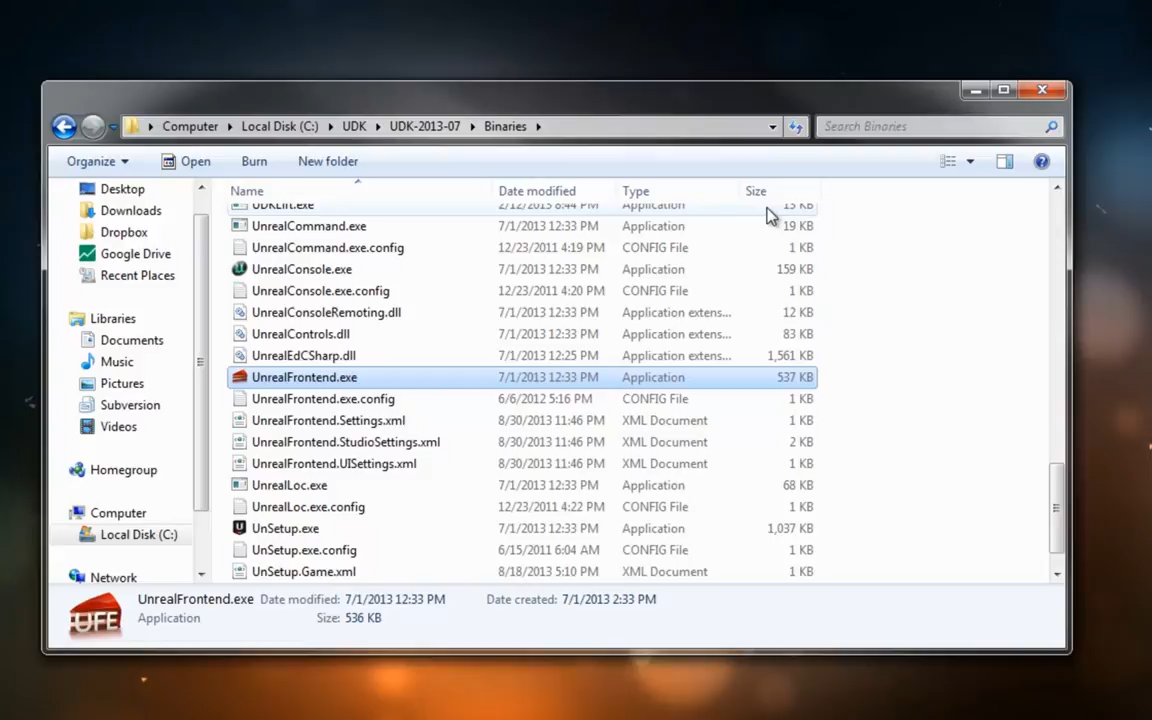 Computer Local Disk (C:) UDK UDK-2013-07 Binaries Search Binaries
Organize Open Burn New folder
Desktop
Downloads
Dropbox
Google Drive
Recent Places
Libraries
Documents
Music
Pictures
Subversion
Videos
Homegroup
Computer
Local Disk (C:)
Network
Name Date modified Type Size
UDKLift.exe 2/12/2013 8:44 PM Application 13 KB
UnrealCommand.exe 7/1/2013 12:33 PM Application 19 KB
UnrealCommand.exe.config 12/23/2011 4:19 PM CONFIG File 1 KB
UnrealConsole.exe 7/1/2013 12:33 PM Application 159 KB
UnrealConsole.exe.config 12/23/2011 4:20 PM CONFIG File 1 KB
UnrealConsoleRemoting.dll 7/1/2013 12:33 PM Application extens... 12 KB
UnrealControls.dll 7/1/2013 12:33 PM Application extens... 83 KB
UnrealEdCSharp.dll 7/1/2013 12:25 PM Application extens... 1,561 KB
UnrealFrontend.exe 7/1/2013 12:33 PM Application 537 KB
UnrealFrontend.exe.config 6/6/2012 5:16 PM CONFIG File 1 KB
UnrealFrontend.Settings.xml 8/30/2013 11:46 PM XML Document 1 KB
UnrealFrontend.StudioSettings.xml 8/30/2013 11:46 PM XML Document 2 KB
UnrealFrontend.UISettings.xml 8/30/2013 11:46 PM XML Document 1 KB
UnrealLoc.exe 7/1/2013 12:33 PM Application 68 KB
UnrealLoc.exe.config 12/23/2011 4:22 PM CONFIG File 1 KB
UnSetup.exe 7/1/2013 12:33 PM Application 1,037 KB
UnSetup.exe.config 6/15/2011 6:04 AM CONFIG File 1 KB
UnSetup.Game.xml 8/18/2013 5:10 PM XML Document 1 KB
UFE
UnrealFrontend.exe Date modified: 7/1/2013 12:33 PM Date created: 7/1/2013 2:33 PM
Application Size: 536 KB